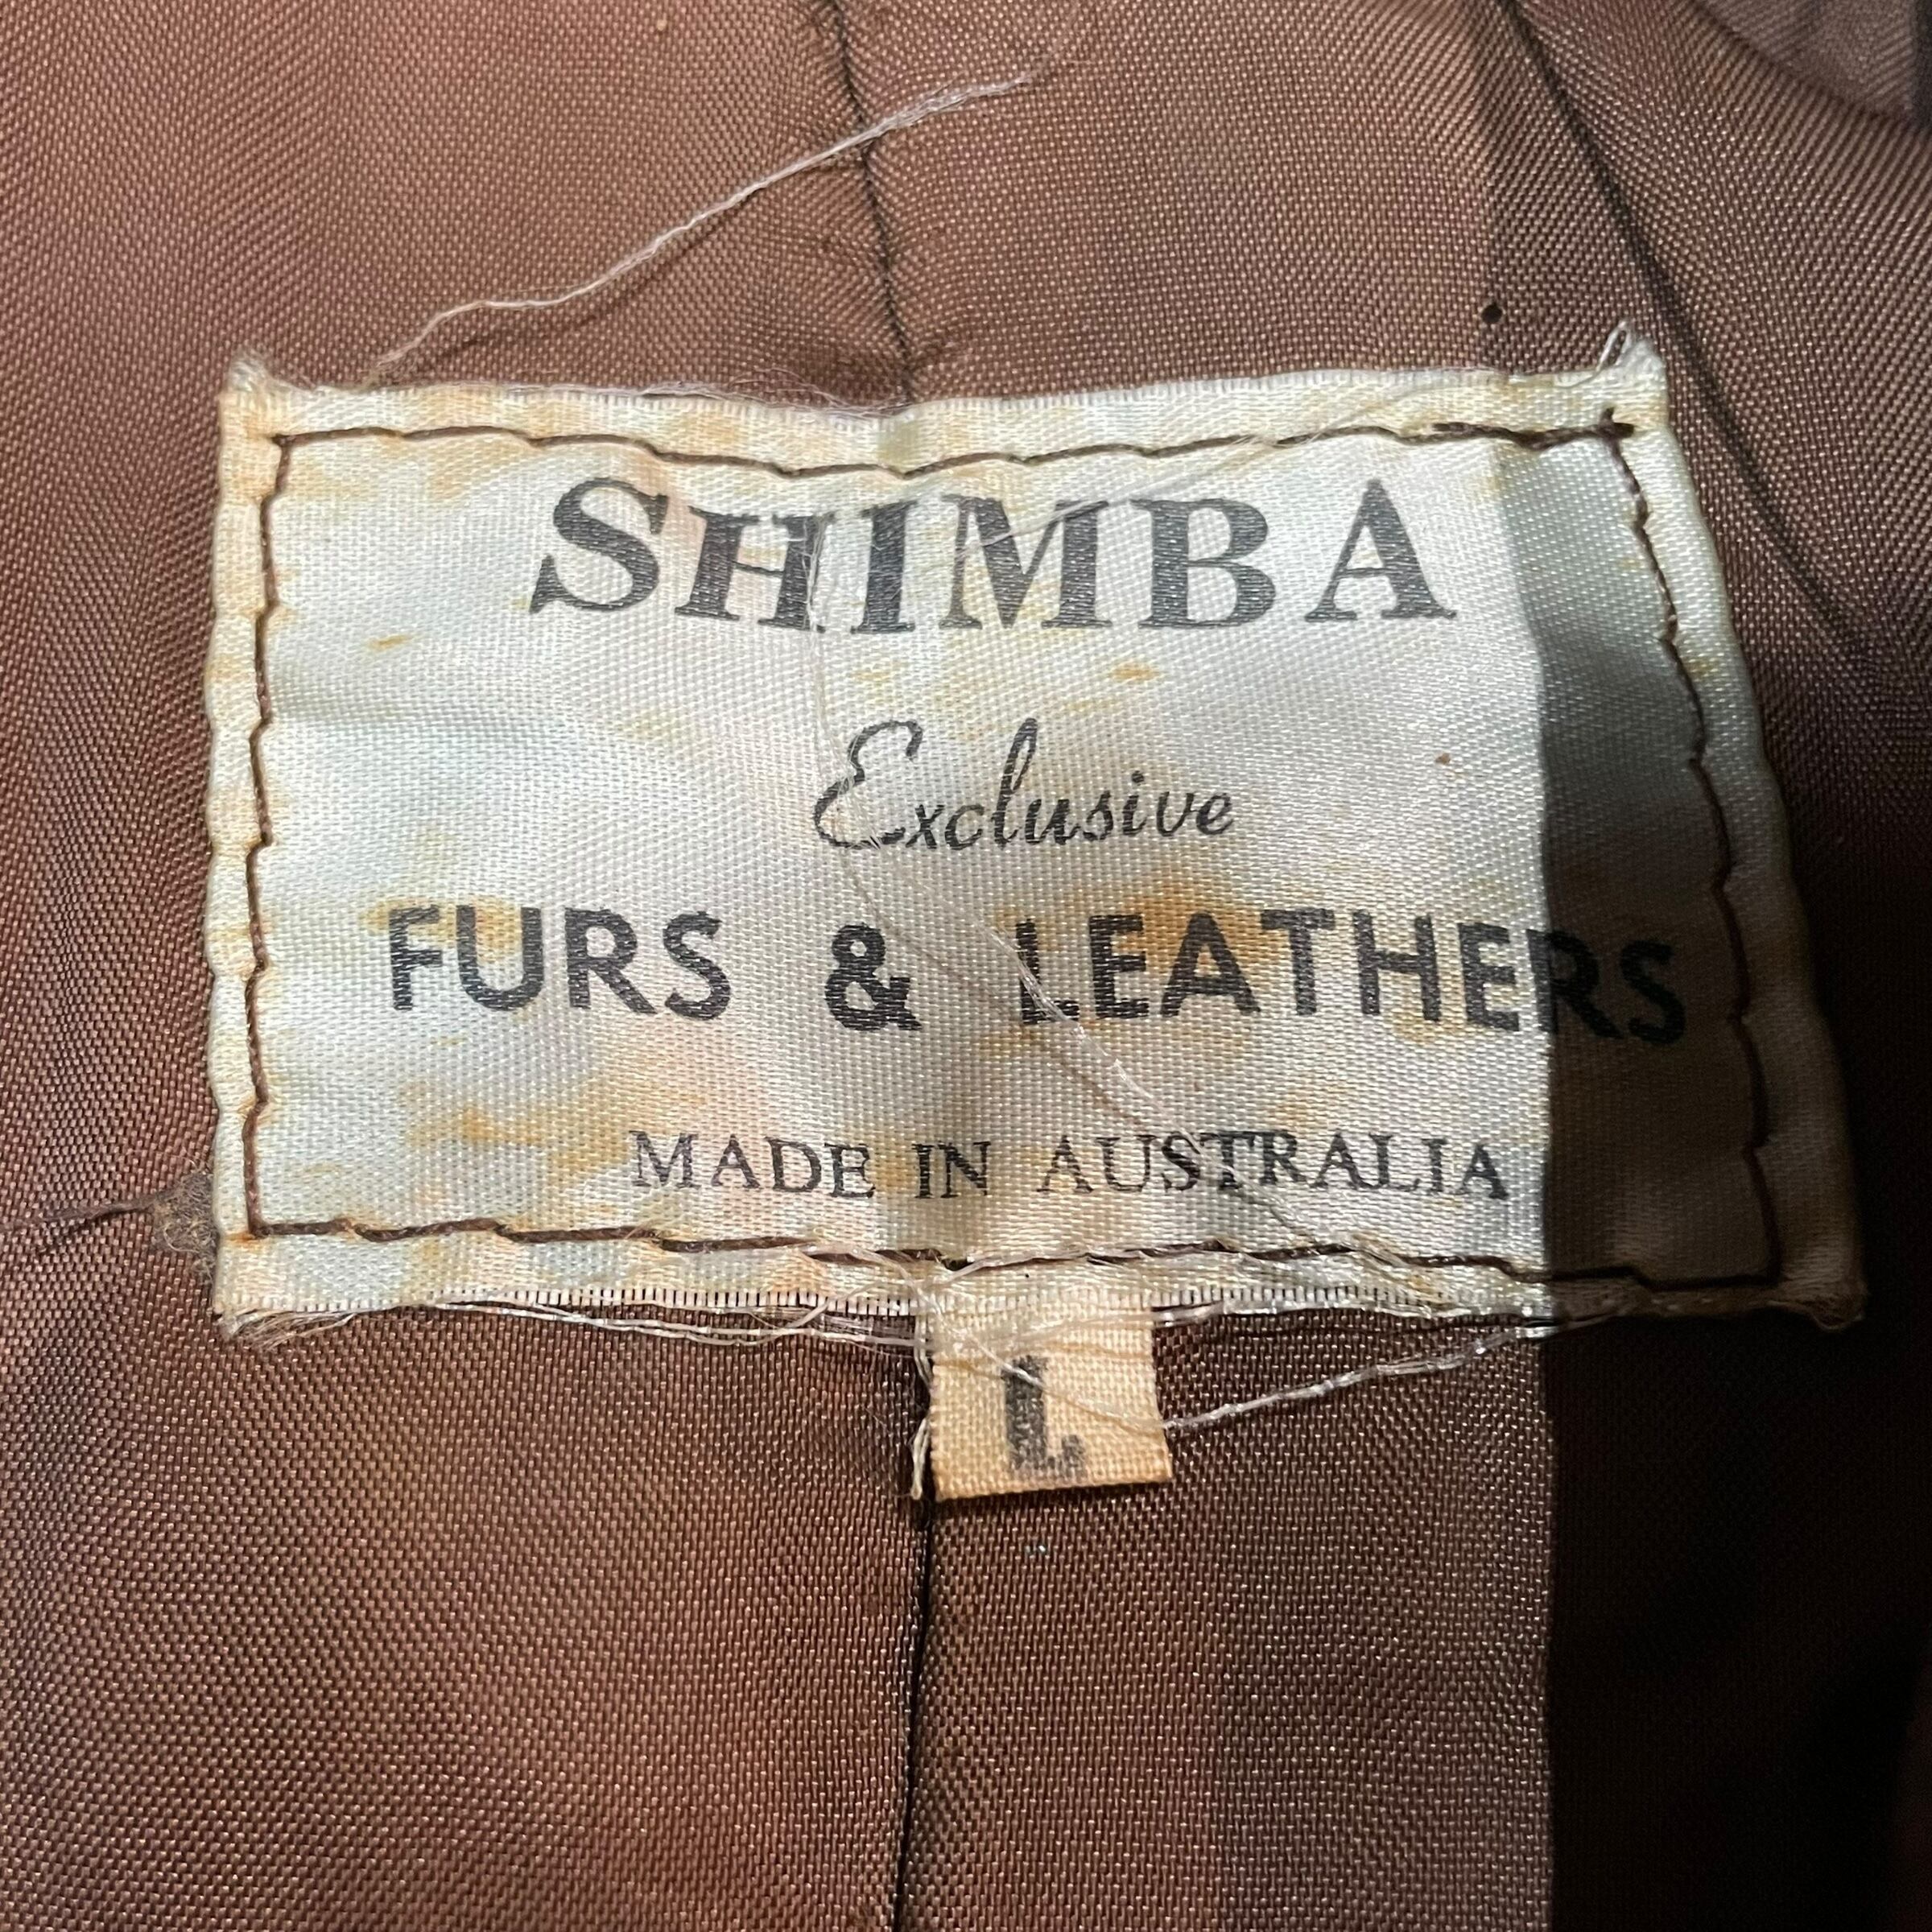 SHIMBA
Exclusive
FURS & LEATHERS
MADE IN AUSTRALIA
L